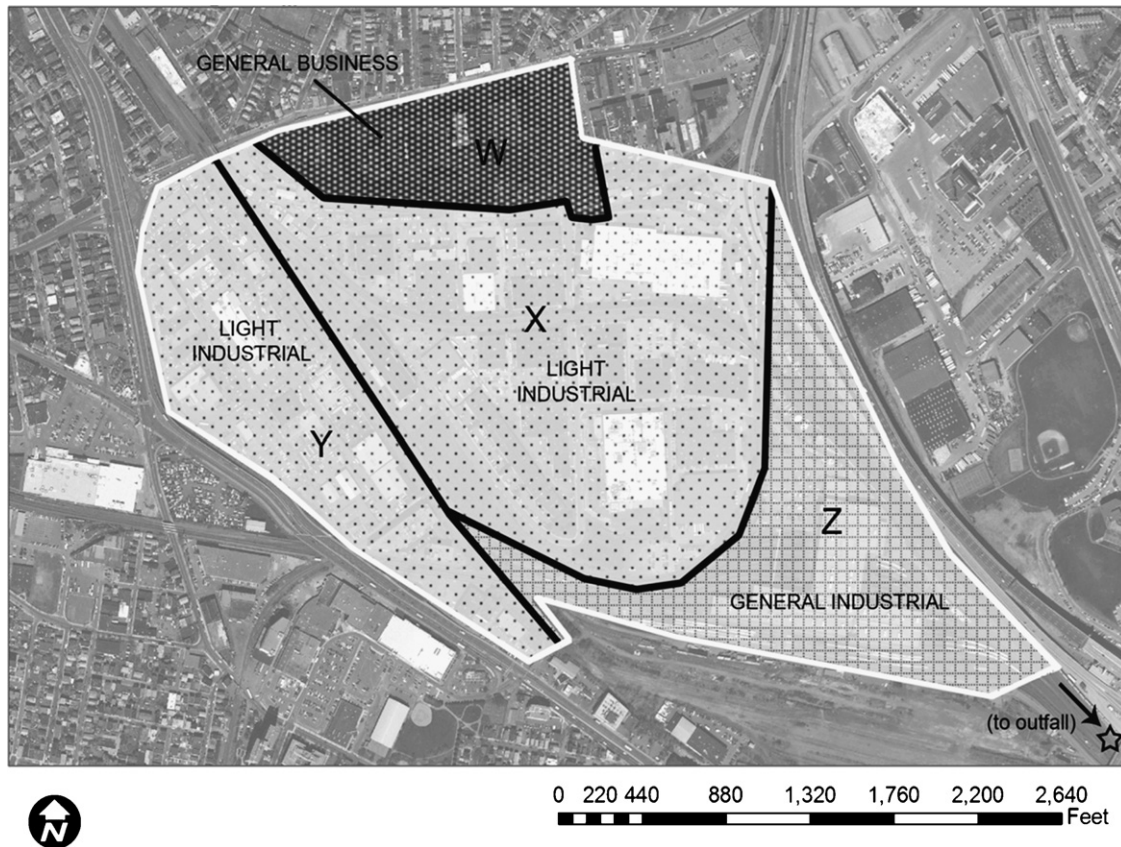 GENERAL BUSINESS
W
X
LIGHT
INDUSTRIAL
LIGHT
INDUSTRIAL
Y
Z
GENERAL INDUSTRIAL
(to outfall)
N
0 220 440 880 1,320 1,760 2,200 2,640
Feet